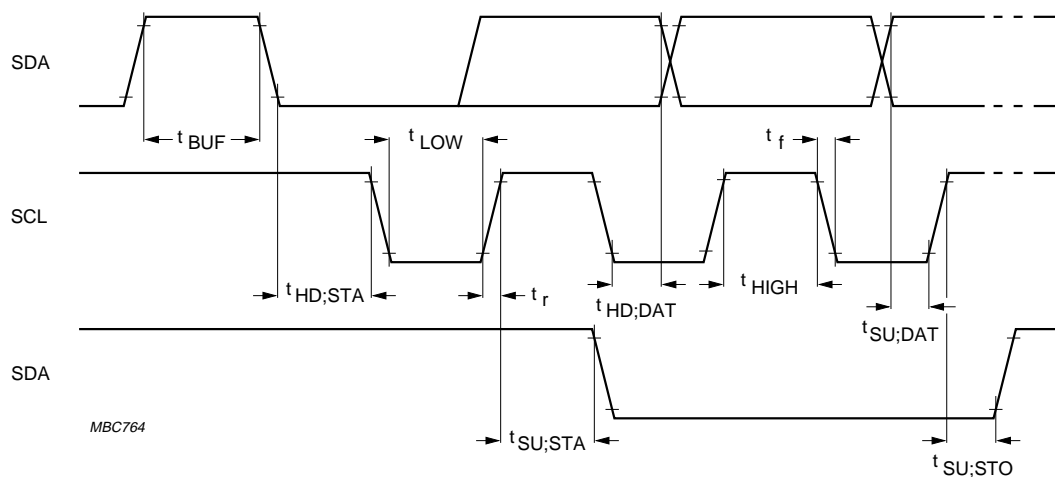 SDA
t BUF
t LOW
t f
SCL
t HD;STA
t r
t HD;DAT
t HIGH
t SU;DAT
SDA
MBC764
t SU;STA
t SU;STO